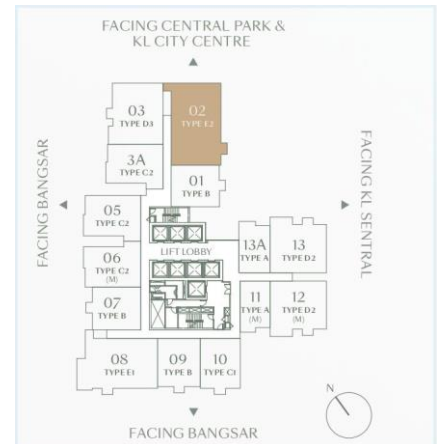 FACING CENTRAL PARK &
KL CITY CENTRE
03
TYPE D3
02
TYPE E2
3A
TYPE C2
01
TYPE B
FACING BANGSAR
FACING KL SENTRAL
05
TYPE C2
LIFT LOBBY
13A
TYPE A
13
TYPE D2
06
TYPE C2
(M)
07
TYPE B
11
TYPE A
(M)
12
TYPE D2
(M)
08
TYPE E1
09
TYPE B
10
TYPE C1
N
FACING BANGSAR